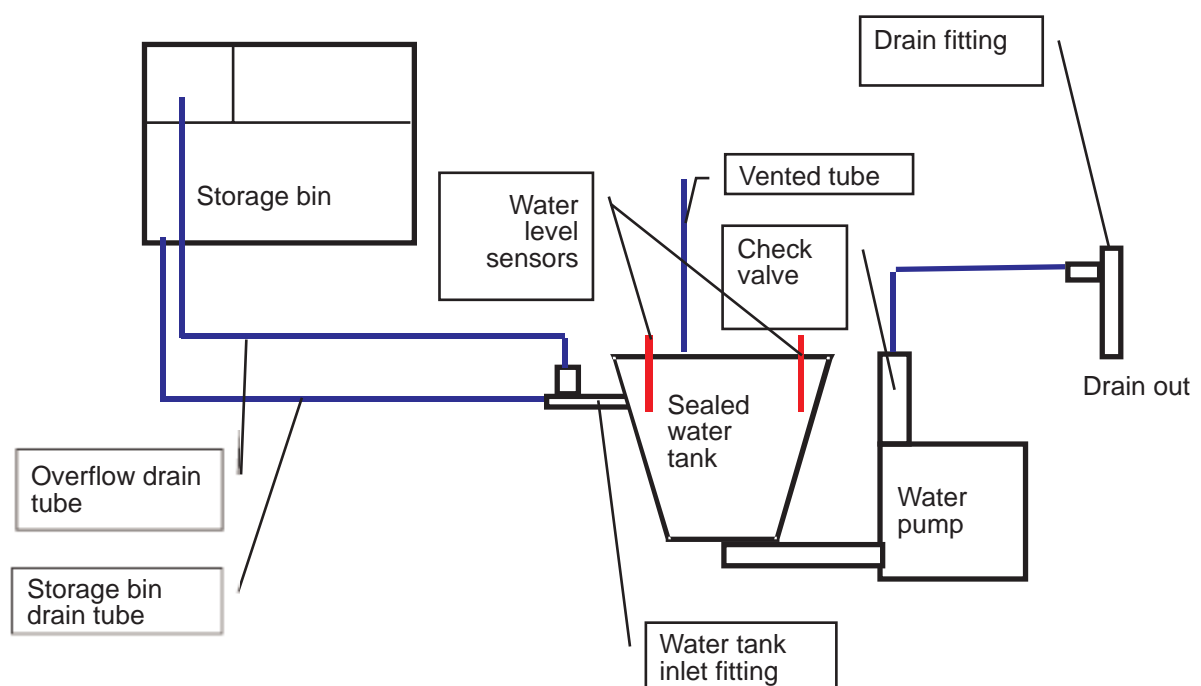 Drain fitting
Storage bin
Water
level
sensors
Vented tube
Check
valve
Drain out
Sealed
water
tank
Overflow drain
tube
Water
pump
Storage bin
drain tube
Water tank
inlet fitting